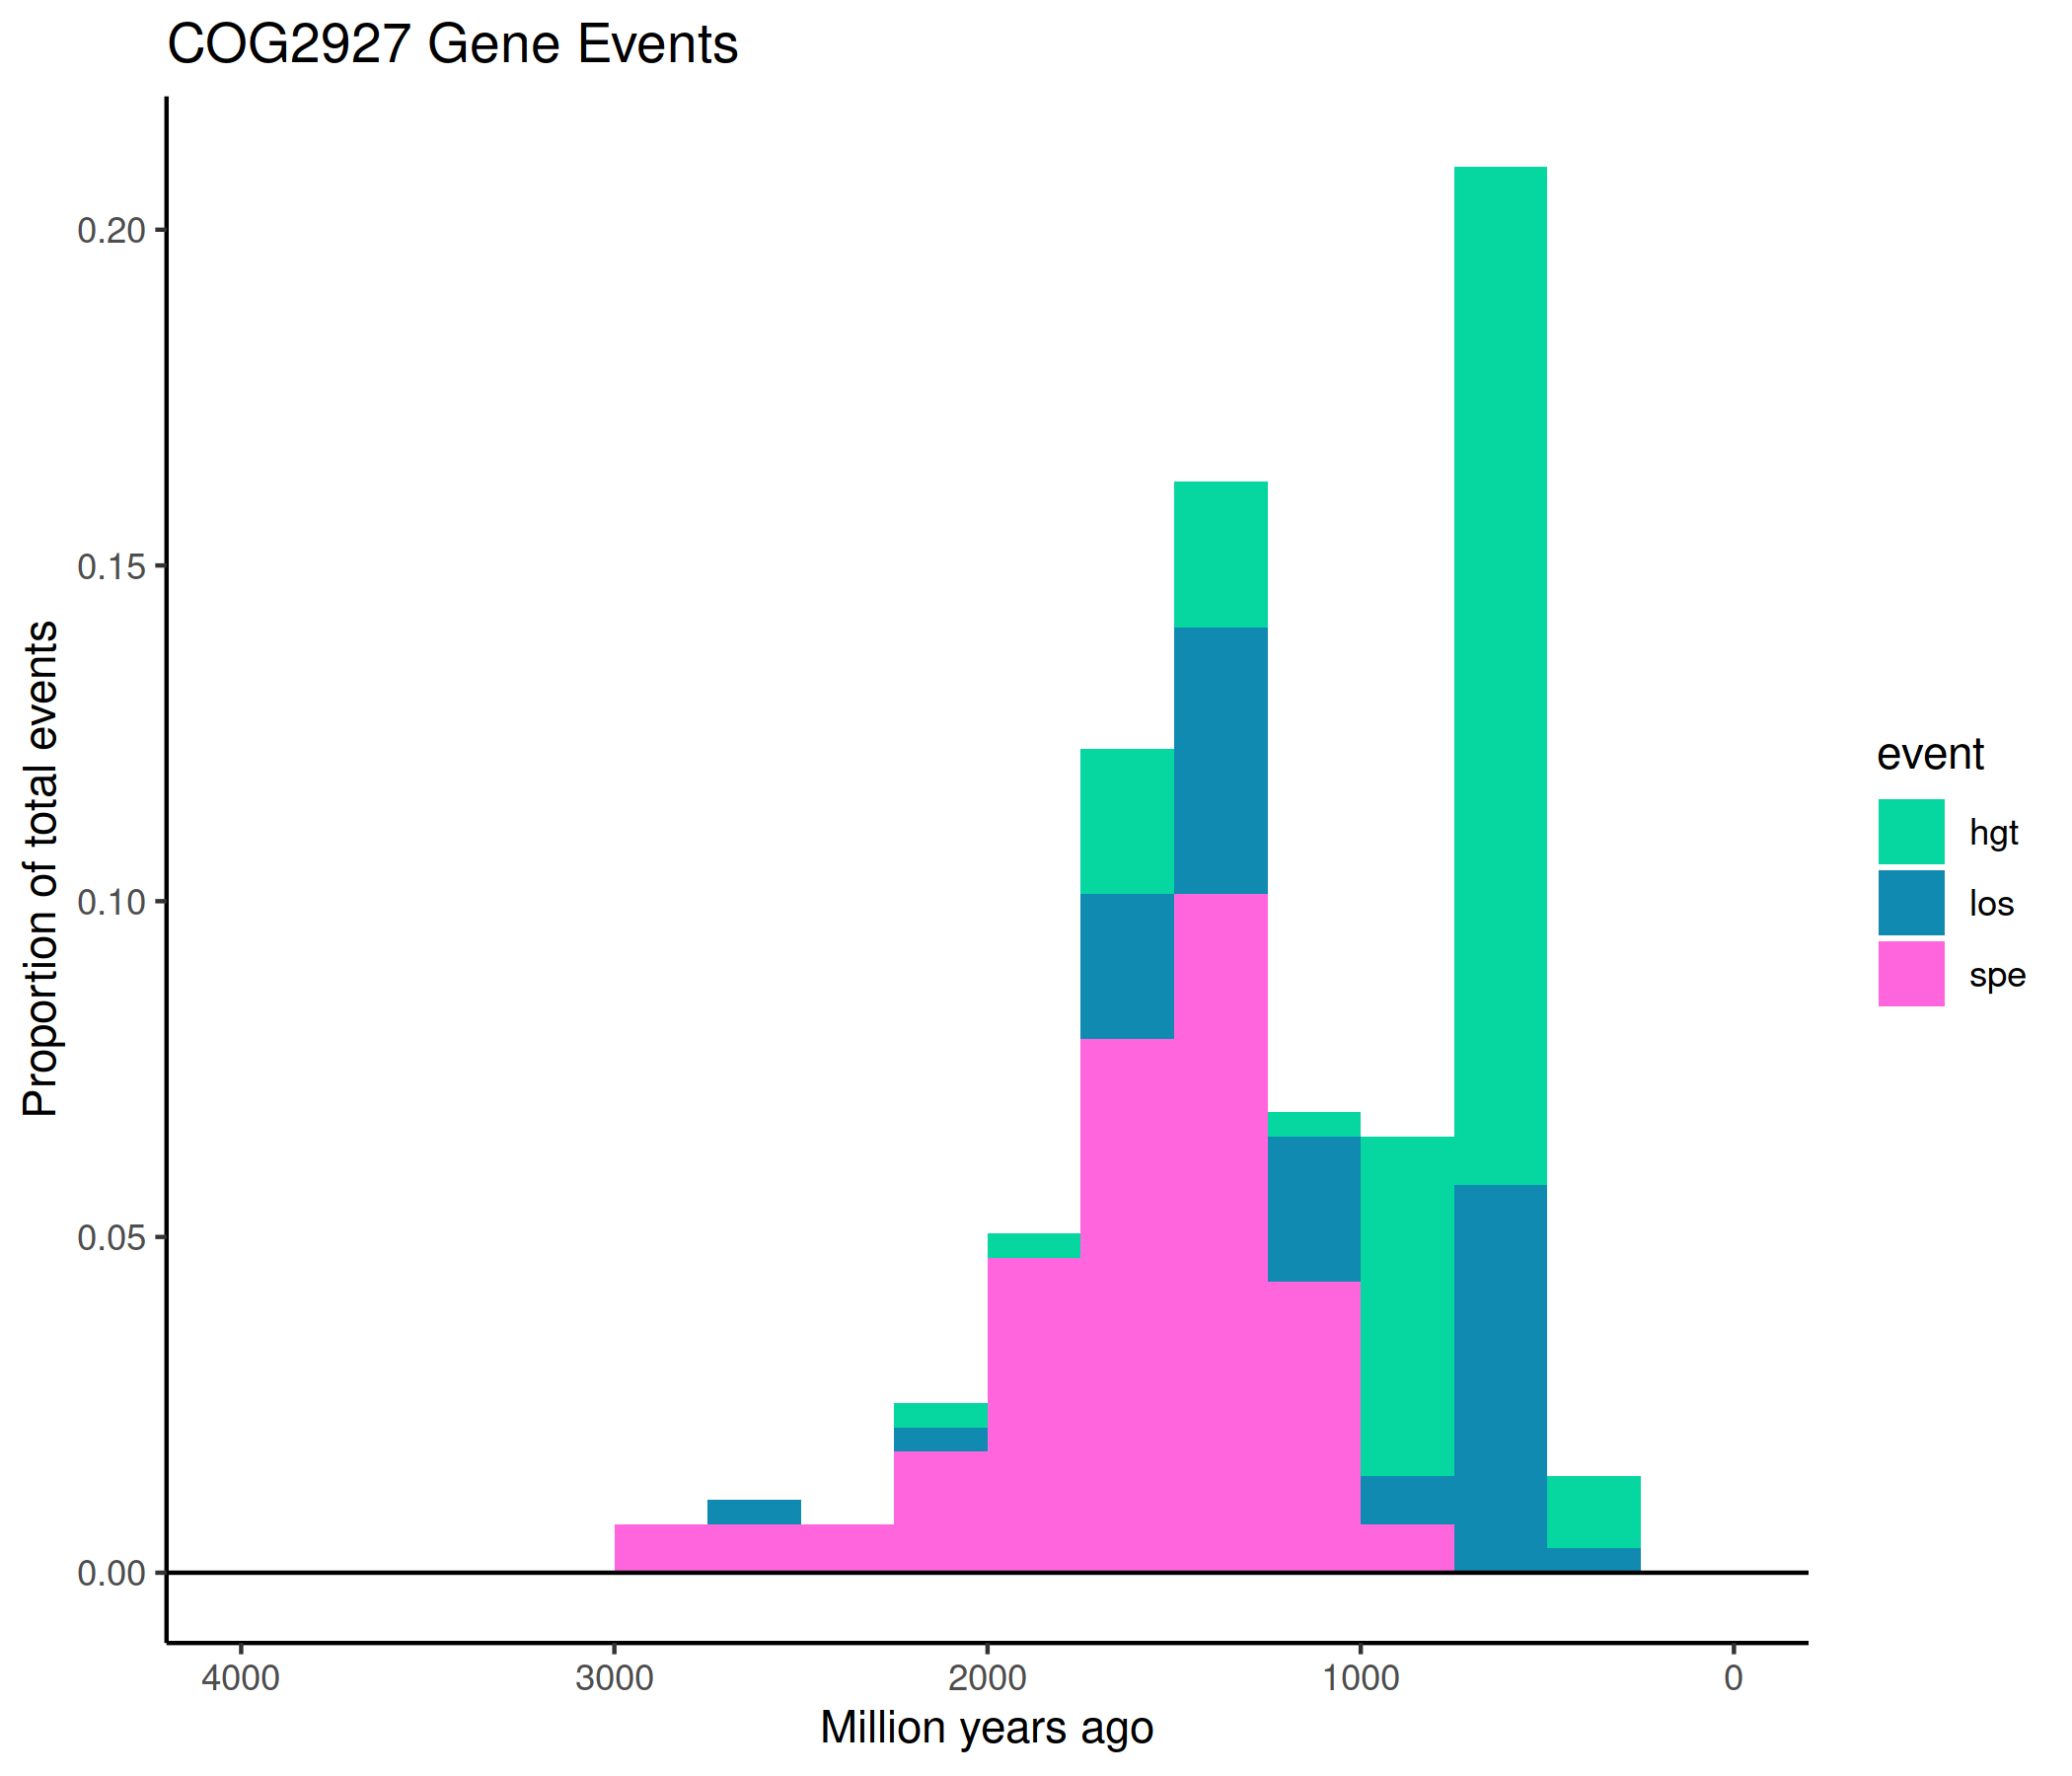 COG2927 Gene Events
Proportion of total events
0.20
0.15
0.10
0.05
0.00
4000 3000 2000 1000 0
Million years ago
event
hgt
los
spe